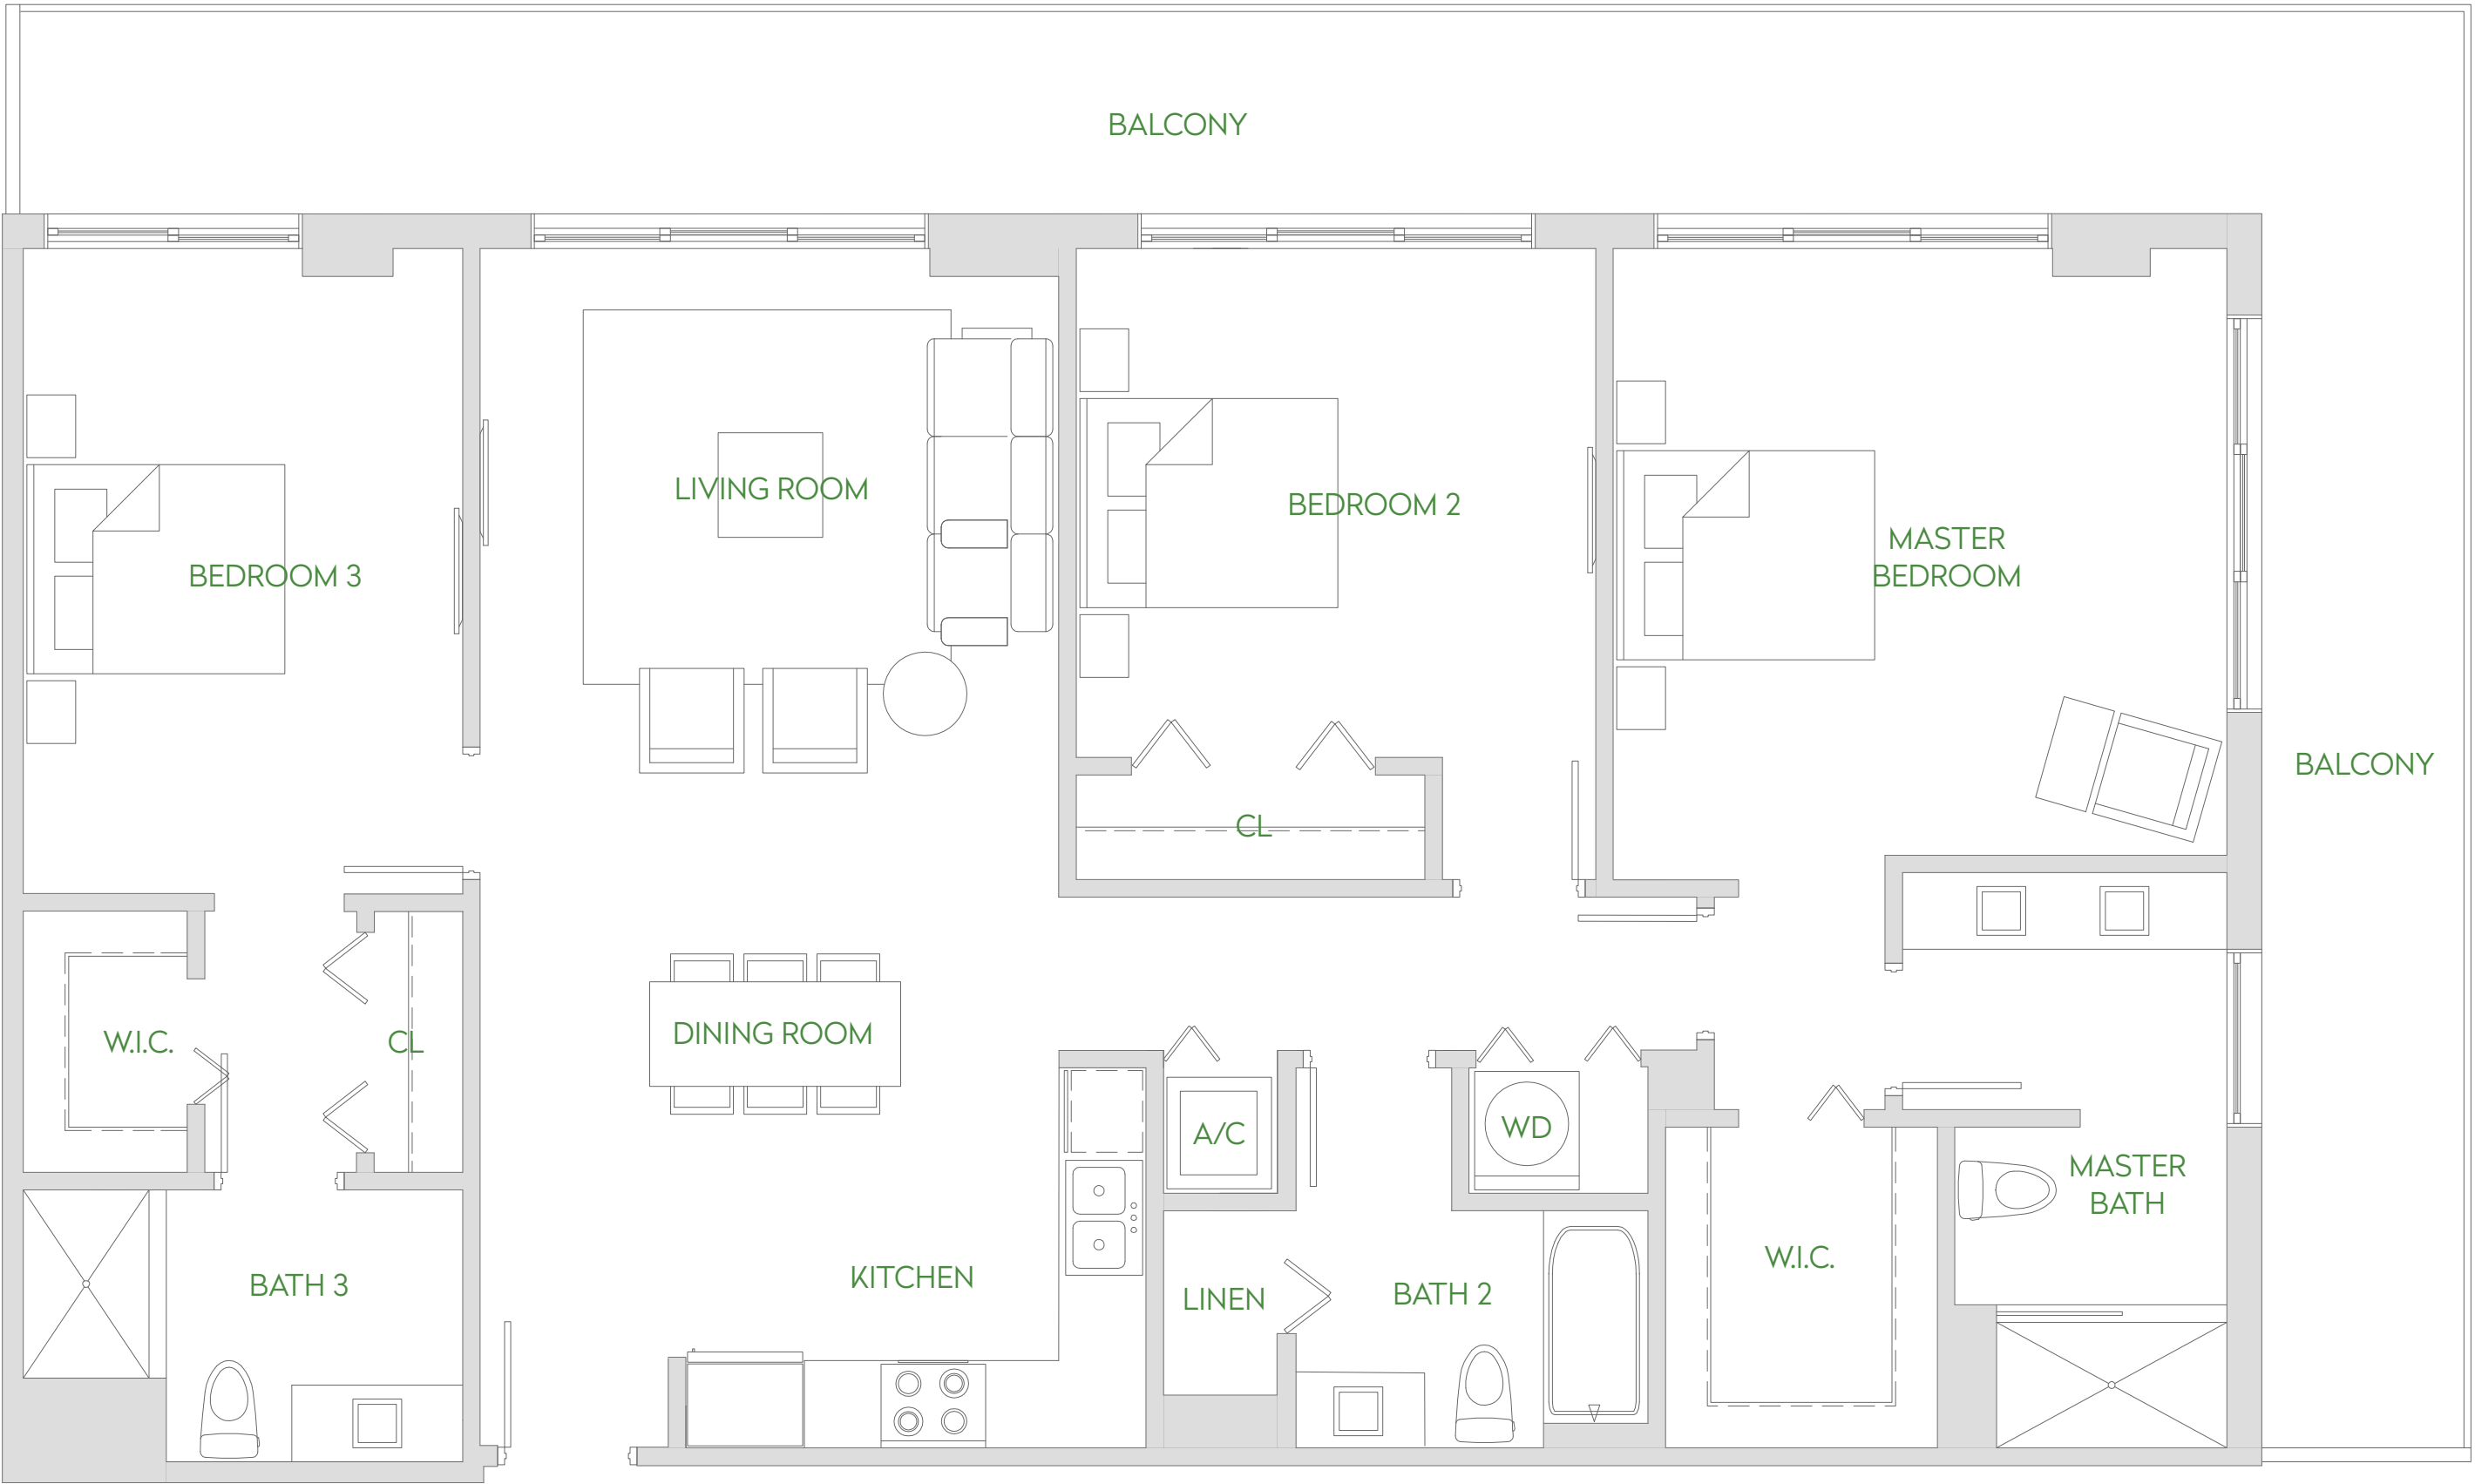 BALCONY
LIVING ROOM
BEDROOM 2
MASTER
BEDROOM
BEDROOM 3
BALCONY
CL
DINING ROOM
W.I.C.
CL
A/C
WD
MASTER
BATH
W.I.C.
KITCHEN
BATH 3
LINEN
BATH 2